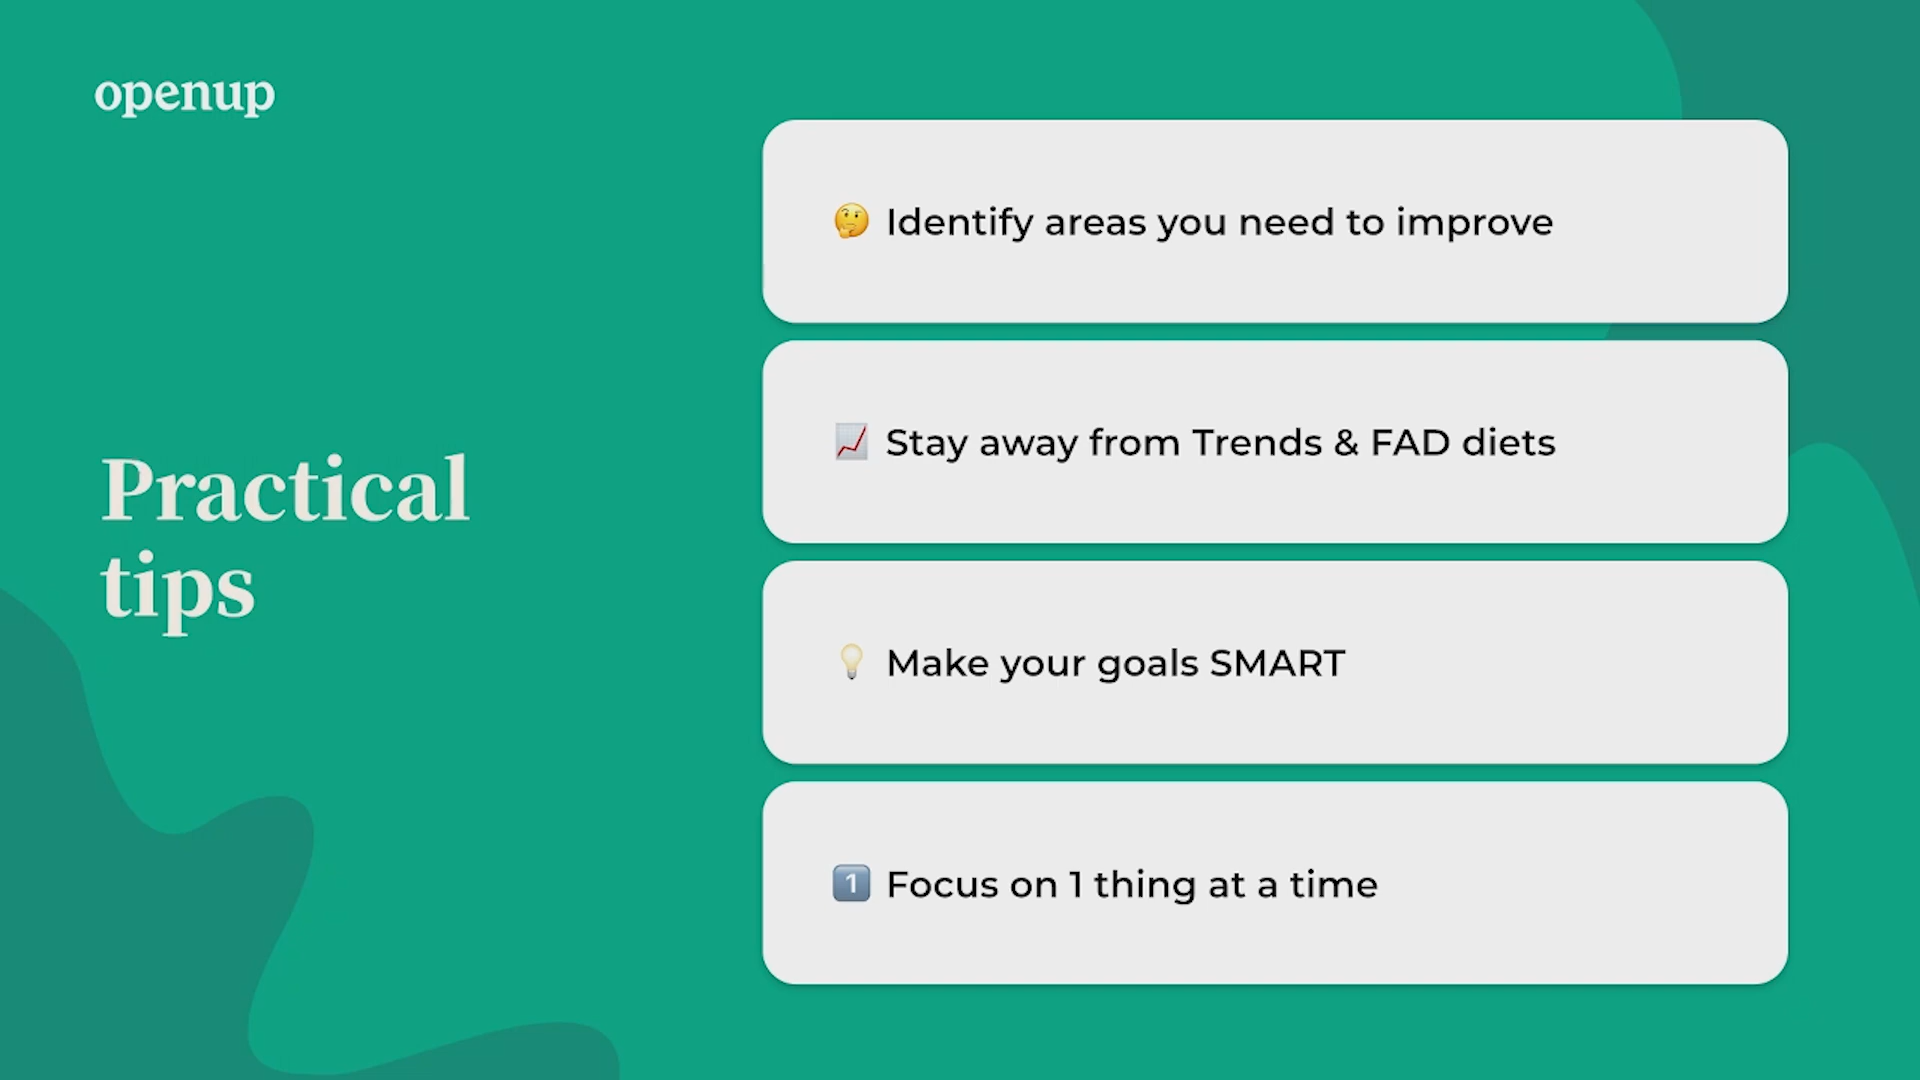 openup
Practical
tips
🤔 Identify areas you need to improve
📈 Stay away from Trends & FAD diets
💡 Make your goals SMART
1️⃣ Focus on 1 thing at a time